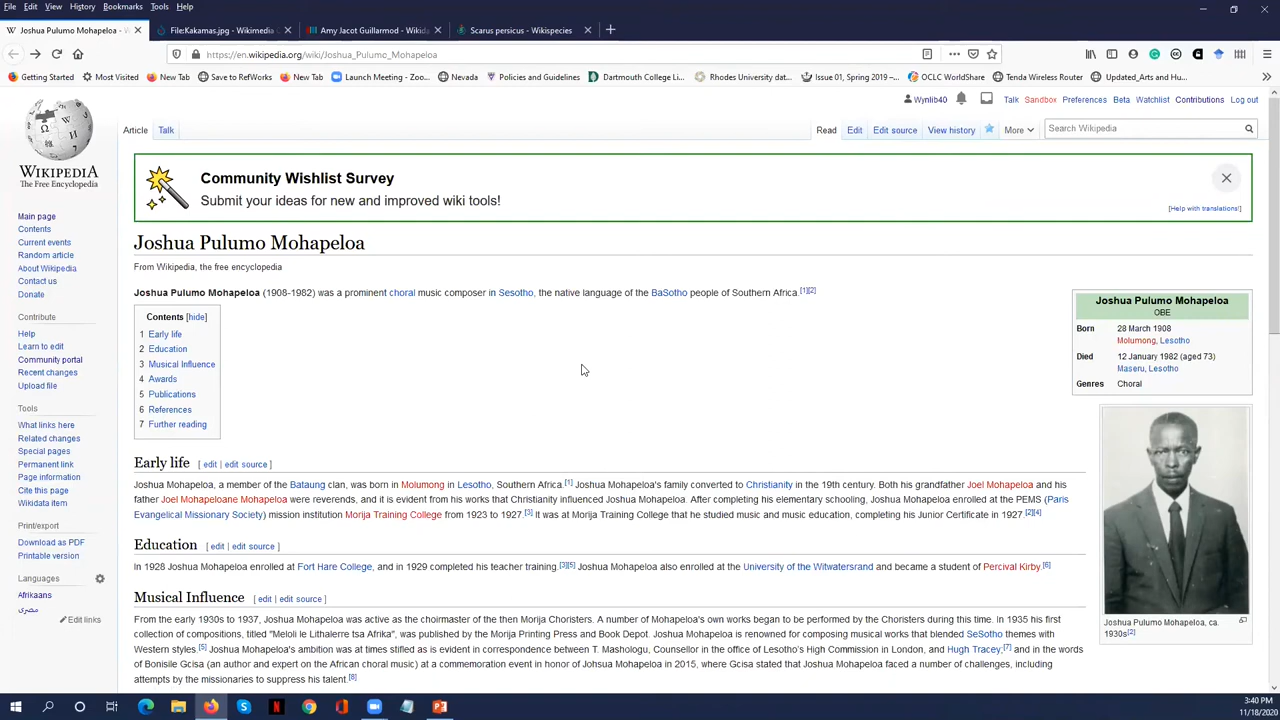 File Edit View History Bookmarks Tools Help
Joshua Pulumo Mohapeloa - W
File:Kakamas.jpg - Wikimedia C
Amy Jacot Guillarmod - Wikida
Scarus persicus - Wikispecies
https://en.wikipedia.org/wiki/Joshua_Pulumo_Mohapeloa
Getting Started Most Visited New Tab Save to RefWorks New Tab Launch Meeting - Zoo... Nevada Policies and Guidelines Dartmouth College Li... Rhodes University dat... Issue 01, Spring 2019 –... OCLC WorldShare Tenda Wireless Router Updated_Arts and Hu...
Wynlib40 Talk Sandbox Preferences Beta Watchlist Contributions Log out
Article Talk Read Edit Edit source View history More Search Wikipedia
WIKIPEDIA
The Free Encyclopedia
Main page
Contents
Current events
Random article
About Wikipedia
Contact us
Donate
Contribute
Help
Learn to edit
Community portal
Recent changes
Upload file
Tools
What links here
Related changes
Special pages
Permanent link
Page information
Cite this page
Wikidata item
Print/export
Download as PDF
Printable version
Languages
Afrikaans
مصرى
Edit links
Community Wishlist Survey
Submit your ideas for new and improved wiki tools!
[Help with translations!]
Joshua Pulumo Mohapeloa
From Wikipedia, the free encyclopedia
Joshua Pulumo Mohapeloa (1908-1982) was a prominent choral music composer in Sesotho, the native language of the BaSotho people of Southern Africa.[1][2]
Contents [hide]
1 Early life
2 Education
3 Musical Influence
4 Awards
5 Publications
6 References
7 Further reading
Joshua Pulumo Mohapeloa
OBE
Born 28 March 1908
Molumong, Lesotho
Died 12 January 1982 (aged 73)
Maseru, Lesotho
Genres Choral
Joshua Pulumo Mohapeloa, ca.
1930s[2]
Early life [ edit | edit source ]
Joshua Mohapeloa, a member of the Bataung clan, was born in Molumong in Lesotho, Southern Africa.[1] Joshua Mohapeloa's family converted to Christianity in the 19th century. Both his grandfather Joel Mohapeloa and his
father Joel Mohapeloane Mohapeloa were reverends, and it is evident from his works that Christianity influenced Joshua Mohapeloa. After completing his elementary schooling, Joshua Mohapeloa enrolled at the PEMS (Paris
Evangelical Missionary Society) mission institution Morija Training College from 1923 to 1927.[3] It was at Morija Training College that he studied music and music education, completing his Junior Certificate in 1927.[2][4]
Education [ edit | edit source ]
In 1928 Joshua Mohapeloa enrolled at Fort Hare College, and in 1929 completed his teacher training.[3][5] Joshua Mohapeloa also enrolled at the University of the Witwatersrand and became a student of Percival Kirby.[6]
Musical Influence [ edit | edit source ]
From the early 1930s to 1937, Joshua Mohapeloa was active as the choirmaster of the then Morija Choristers. A number of Mohapeloa's own works began to be performed by the Choristers during this time. In 1935 his first
collection of compositions, titled "Meloli le Lithalerre tsa Afrika", was published by the Morija Printing Press and Book Depot. Joshua Mohapeloa is renowned for composing musical works that blended SeSotho themes with
Western styles.[5] Joshua Mohapeloa's ambition was at times stifled as is evident in correspondence between T. Mashologu, Counsellor in the office of Lesotho's High Commission in London, and Hugh Tracey;[7] and in the words
of Bonisile Gcisa (an author and expert on the African choral music) at a commemoration event in honor of Johsua Mohapeloa in 2015, where Gcisa stated that Joshua Mohapeloa faced a number of challenges, including
attempts by the missionaries to suppress his talent.[8]
3:40 PM
11/18/2020